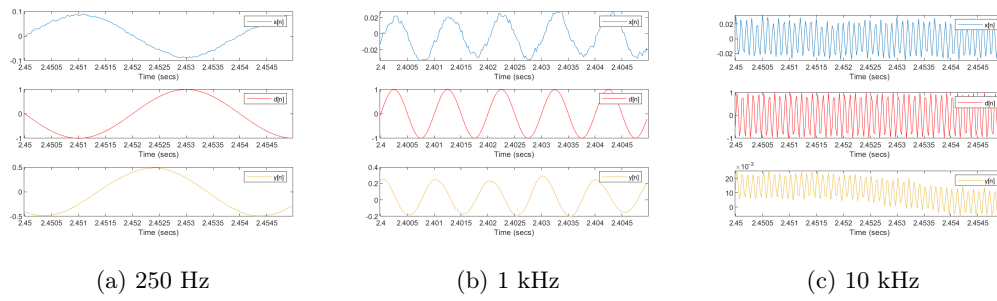 0.1
x[n]
0
-0.1
2.45 2.4505 2.451 2.4515 2.452 2.4525 2.453 2.4535 2.454 2.4545
Time (secs)
1
d[n]
0
-1
2.45 2.4505 2.451 2.4515 2.452 2.4525 2.453 2.4535 2.454 2.4545
Time (secs)
0.5
y[n]
0
-0.5
2.45 2.4505 2.451 2.4515 2.452 2.4525 2.453 2.4535 2.454 2.4545
Time (secs)
(a) 250 Hz
0.02
x[n]
0
-0.02
2.4 2.4005 2.401 2.4015 2.402 2.4025 2.403 2.4035 2.404 2.4045
Time (secs)
1
d[n]
0
-1
2.4 2.4005 2.401 2.4015 2.402 2.4025 2.403 2.4035 2.404 2.4045
Time (secs)
0.4
y[n]
0.2
0
-0.2
2.4 2.4005 2.401 2.4015 2.402 2.4025 2.403 2.4035 2.404 2.4045
Time (secs)
(b) 1 kHz
0.02
x[n]
0
-0.02
2.45 2.4505 2.451 2.4515 2.452 2.4525 2.453 2.4535 2.454 2.4545
Time (secs)
1
d[n]
0
-1
2.45 2.4505 2.451 2.4515 2.452 2.4525 2.453 2.4535 2.454 2.4545
Time (secs)
×10⁻³
20
y[n]
10
0
2.45 2.4505 2.451 2.4515 2.452 2.4525 2.453 2.4535 2.454 2.4545
Time (secs)
(c) 10 kHz